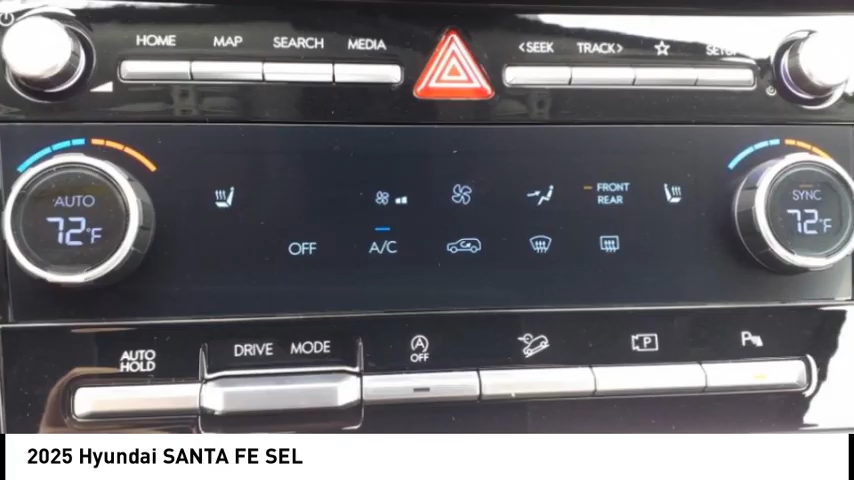 HOME MAP SEARCH MEDIA <SEEK TRACK> SETUP
AUTO
72°F
FRONT
REAR
SYNC
72°F
OFF A/C
AUTO
HOLD
DRIVE MODE
A
OFF
P
P
2025 Hyundai SANTA FE SEL